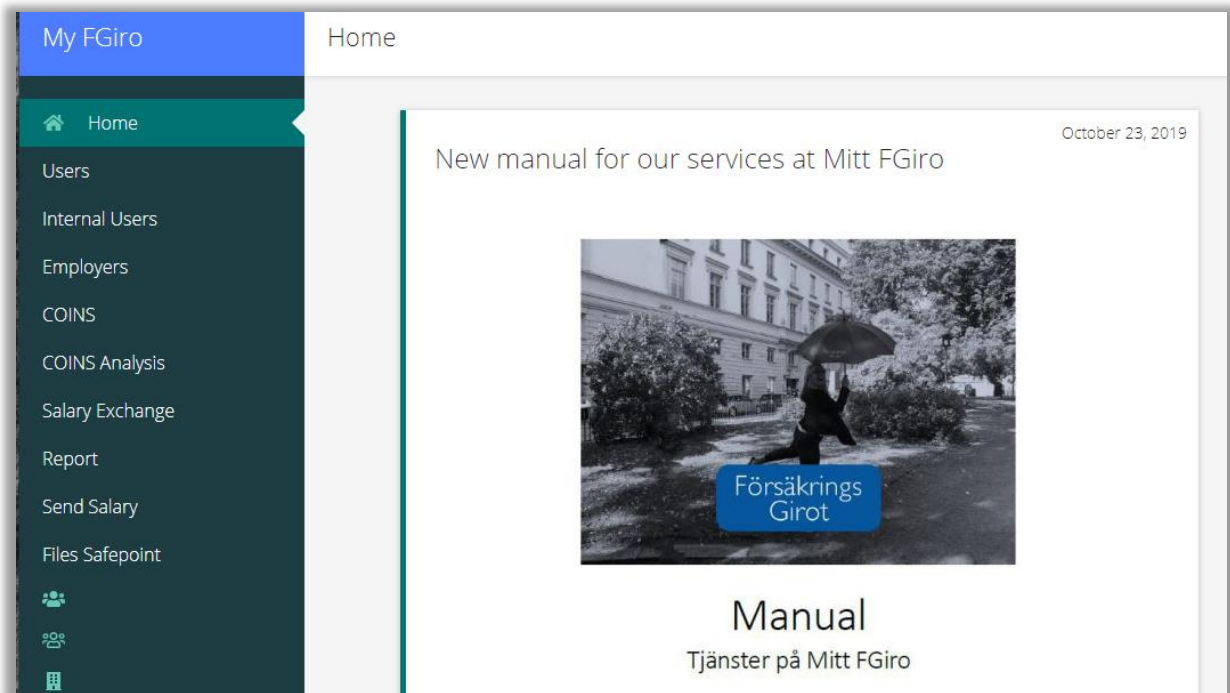 My FGiro
Home
Home
Users
Internal Users
Employers
COINS
COINS Analysis
Salary Exchange
Report
Send Salary
Files Safepoint
October 23, 2019
New manual for our services at Mitt FGiro
Försäkrings
Girot
Manual
Tjänster på Mitt FGiro